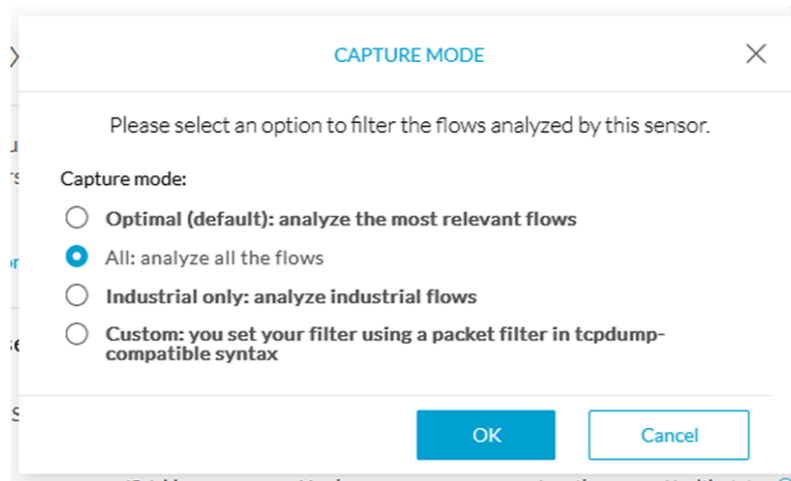 CAPTURE MODE
Please select an option to filter the flows analyzed by this sensor.
Capture mode:
Optimal (default): analyze the most relevant flows
All: analyze all the flows
Industrial only: analyze industrial flows
Custom: you set your filter using a packet filter in tcpdump-
compatible syntax
OK Cancel